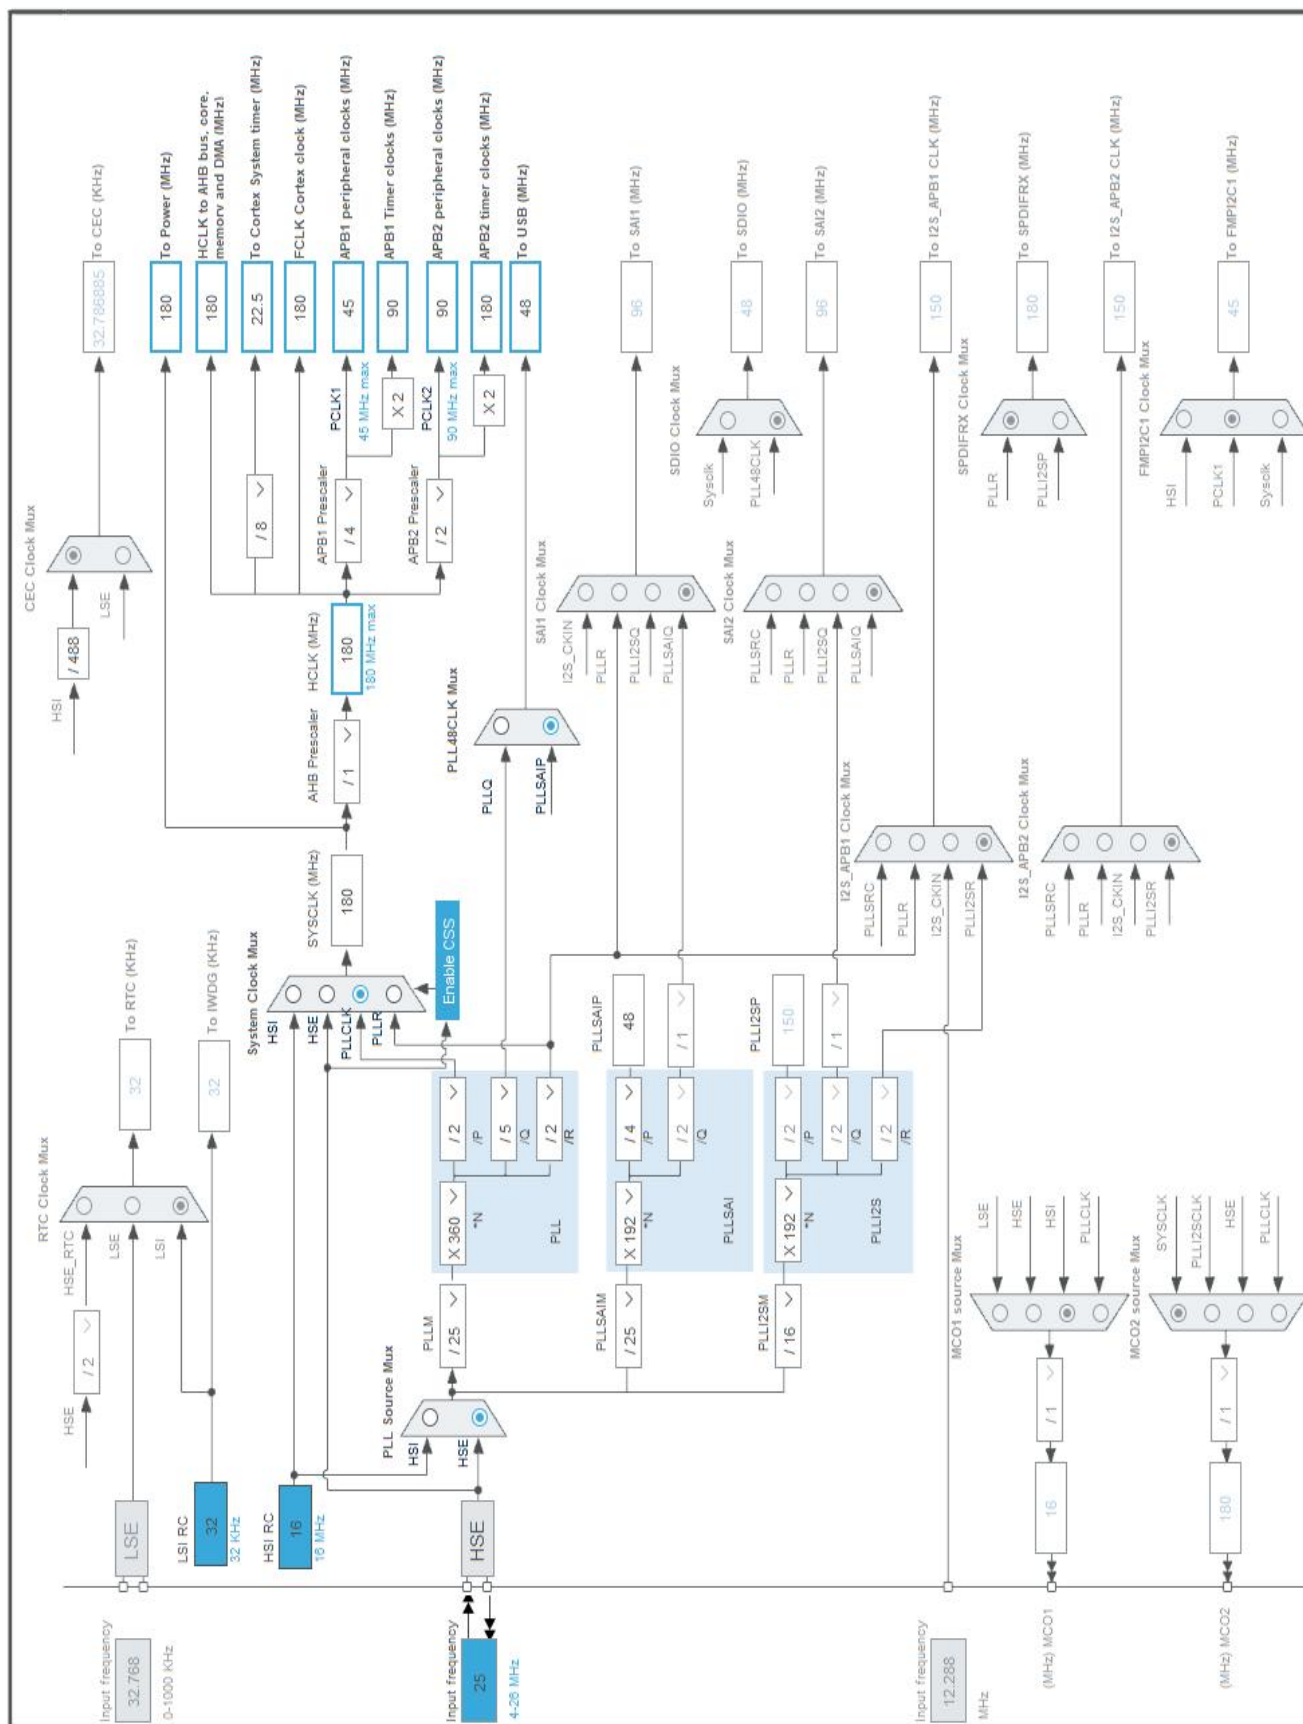 Input frequency
32.768
0-1000 KHz
LSE
LSI RC
32
32 KHz
HSI RC
16
16 MHz
Input frequency
25
4-26 MHz
HSE
Input frequency
12.288
MHz
HSE
/ 2
HSE_RTC
LSE
LSI
RTC Clock Mux
32
To RTC (KHz)
32
To IWDG (KHz)
HSI
/ 488
LSE
CEC Clock Mux
32.786885
To CEC (KHz)
System Clock Mux
HSI
HSE
PLLCLK
PLLR
Enable CSS
SYSCLK (MHz)
180
AHB Prescaler
/ 1
HCLK (MHz)
180
180 MHz max
180
To Power (MHz)
180
HCLK to AHB bus, core,
memory and DMA (MHz)
/ 8
22.5
To Cortex System timer (MHz)
180
FCLK Cortex clock (MHz)
APB1 Prescaler
/ 4
PCLK1
45 MHz max
45
APB1 peripheral clocks (MHz)
X 2
90
APB1 Timer clocks (MHz)
APB2 Prescaler
/ 2
PCLK2
90 MHz max
90
APB2 peripheral clocks (MHz)
X 2
180
APB2 timer clocks (MHz)
PLL Source Mux
HSI
HSE
PLLM
/ 25
X 360
*N
/ 2
/P
/ 5
/Q
/ 2
/R
PLL
PLL48CLK Mux
PLLQ
PLLSAIP
48
To USB (MHz)
PLLSAIM
/ 25
X 192
*N
/ 4
/P
/ 2
/Q
PLLSAI
PLLSAIP
48
/ 1
SAI1 Clock Mux
I2S_CKIN
PLLR
PLLI2SQ
PLLSAIQ
96
To SAI1 (MHz)
SDIO Clock Mux
Sysclk
PLL48CLK
48
To SDIO (MHz)
PLLI2SM
/ 16
X 192
*N
/ 2
/P
/ 2
/Q
/ 2
/R
PLLI2S
PLLI2SP
150
/ 1
SAI2 Clock Mux
PLLSRC
PLLR
PLLI2SQ
PLLSAIQ
96
To SAI2 (MHz)
I2S_APB1 Clock Mux
PLLSRC
PLLR
I2S_CKIN
PLLI2SR
150
To I2S_APB1 CLK (MHz)
SPDIFRX Clock Mux
PLLR
PLLI2SP
180
To SPDIFRX (MHz)
I2S_APB2 Clock Mux
PLLSRC
PLLR
I2S_CKIN
PLLI2SR
150
To I2S_APB2 CLK (MHz)
FMPI2C1 Clock Mux
HSI
PCLK1
Sysclk
45
To FMPI2C1 (MHz)
MCO1 source Mux
LSE
HSE
HSI
PLLCLK
/ 1
16
(MHz) MCO1
MCO2 source Mux
SYSCLK
PLLI2SCLK
HSE
PLLCLK
/ 1
180
(MHz) MCO2